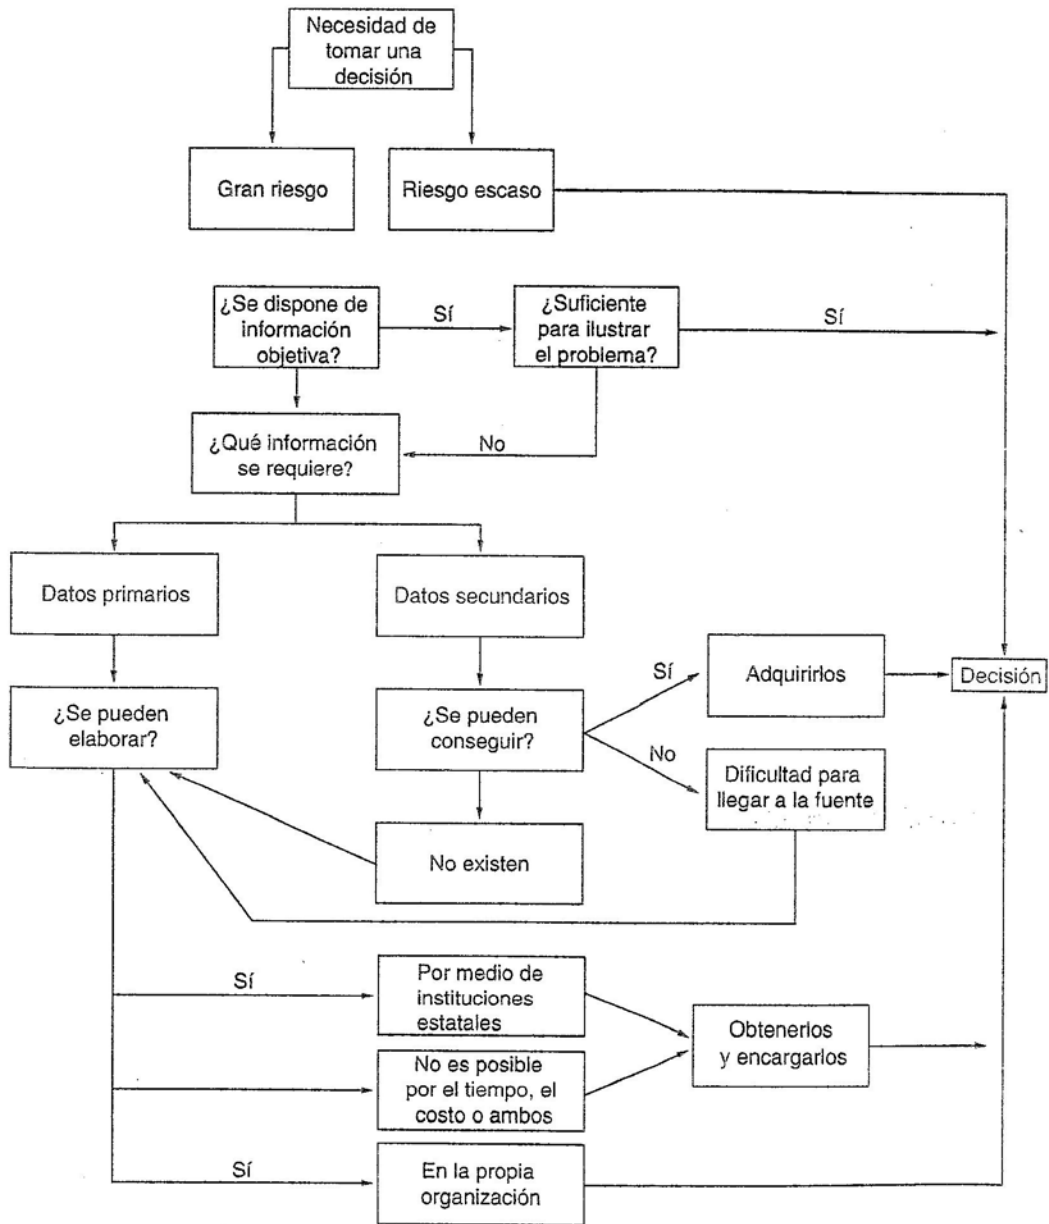 Necesidad de
tomar una
decisión
Gran riesgo
Riesgo escaso
¿Se dispone de
información
objetiva?
Sí
¿Suficiente
para ilustrar
el problema?
Sí
¿Qué información
se requiere?
No
Datos primarios
Datos secundarios
¿Se pueden
elaborar?
¿Se pueden
conseguir?
Sí
Adquirirlos
Decisión
No
Dificultad para
llegar a la fuente
No existen
Sí
Por medio de
instituciones
estatales
Obtenerlos
y encargarlos
No es posible
por el tiempo, el
costo o ambos
Sí
En la propia
organización